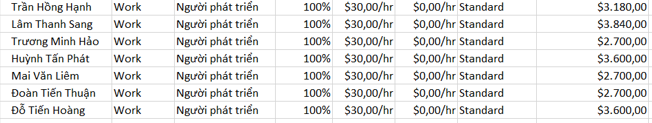 Trần Hồng Hạnh Work Người phát triển 100% $30,00/hr $0,00/hr Standard $3.180,00
Lâm Thanh Sang Work Người phát triển 100% $30,00/hr $0,00/hr Standard $3.840,00
Trương Minh Hảo Work Người phát triển 100% $30,00/hr $0,00/hr Standard $2.700,00
Huỳnh Tấn Phát Work Người phát triển 100% $30,00/hr $0,00/hr Standard $3.600,00
Mai Văn Liêm Work Người phát triển 100% $30,00/hr $0,00/hr Standard $2.700,00
Đoàn Tiến Thuận Work Người phát triển 100% $30,00/hr $0,00/hr Standard $2.700,00
Đỗ Tiến Hoàng Work Người phát triển 100% $30,00/hr $0,00/hr Standard $3.600,00